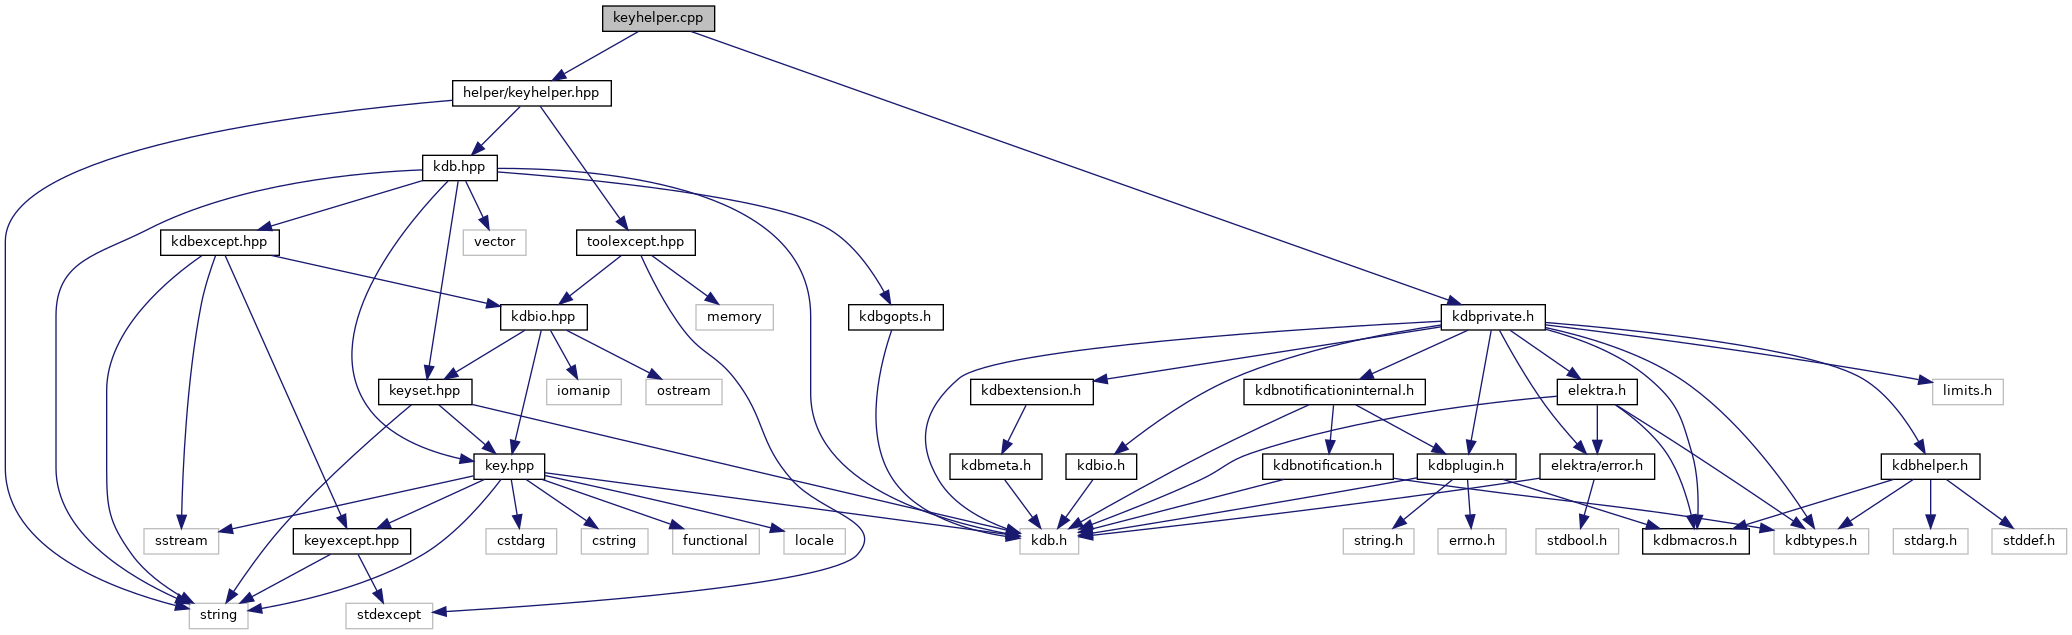 keyhelper.cpp
helper/keyhelper.hpp
kdb.hpp
kdbexcept.hpp
vector
toolexcept.hpp
kdbio.hpp
memory
kdbgopts.h
kdbprivate.h
keyset.hpp
iomanip
ostream
kdbextension.h
kdbnotificationinternal.h
elektra.h
limits.h
key.hpp
kdbmeta.h
kdbio.h
kdbnotification.h
kdbplugin.h
elektra/error.h
kdbhelper.h
sstream
keyexcept.hpp
cstdarg
cstring
functional
locale
kdb.h
string.h
errno.h
stdbool.h
kdbmacros.h
kdbtypes.h
stdarg.h
stddef.h
string
stdexcept